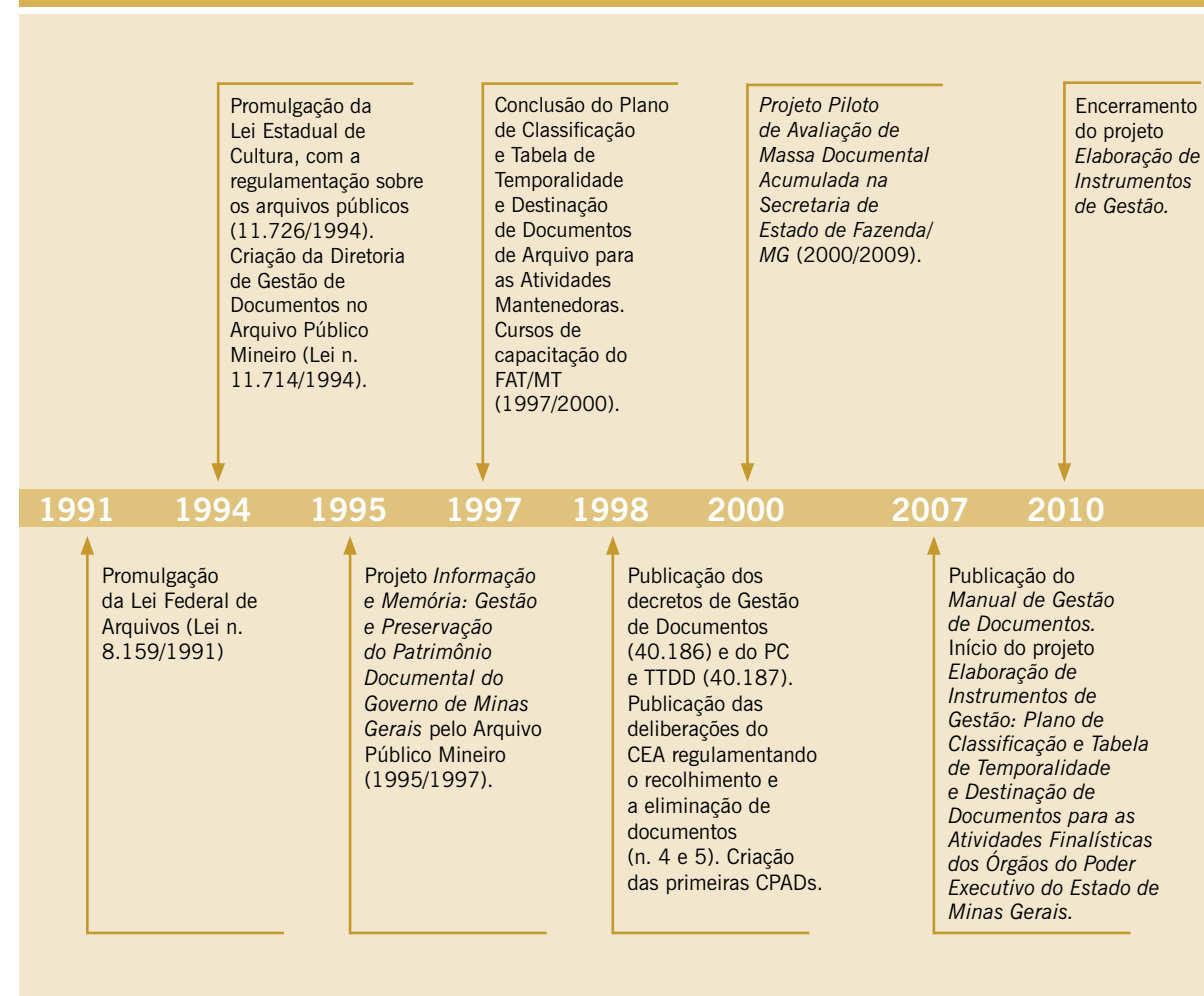 Promulgação da
Lei Estadual de
Cultura, com a
regulamentação sobre
os arquivos públicos
(11.726/1994).
Criação da Diretoria
de Gestão de
Documentos no
Arquivo Público
Mineiro (Lei n.
11.714/1994).
Conclusão do Plano
de Classificação
e Tabela de
Temporalidade
e Destinação
de Documentos
de Arquivo para
as Atividades
Mantenedoras.
Cursos de
capacitação do
FAT/MT
(1997/2000).
Projeto Piloto
de Avaliação de
Massa Documental
Acumulada na
Secretaria de
Estado de Fazenda/
MG (2000/2009).
Encerramento
do projeto
Elaboração de
Instrumentos
de Gestão.
1991 1994 1995 1997 1998 2000 2007 2010
Promulgação
da Lei Federal de
Arquivos (Lei n.
8.159/1991)
Projeto Informação
e Memória: Gestão
e Preservação
do Patrimônio
Documental do
Governo de Minas
Gerais pelo Arquivo
Público Mineiro
(1995/1997).
Publicação dos
decretos de Gestão
de Documentos
(40.186) e do PC
e TTDD (40.187).
Publicação das
deliberações do
CEA regulamentando
o recolhimento e
a eliminação de
documentos
(n. 4 e 5). Criação
das primeiras CPADs.
Publicação do
Manual de Gestão
de Documentos.
Início do projeto
Elaboração de
Instrumentos de
Gestão: Plano de
Classificação e Tabela
de Temporalidade
e Destinação de
Documentos para as
Atividades Finalísticas
dos Órgãos do Poder
Executivo do Estado de
Minas Gerais.